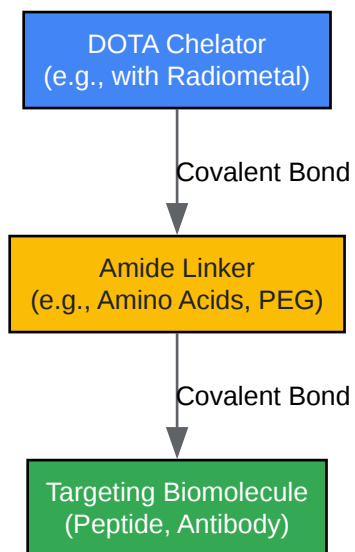 DOTA Chelator
(e.g., with Radiometal)
Covalent Bond
Amide Linker
(e.g., Amino Acids, PEG)
Covalent Bond
Targeting Biomolecule
(Peptide, Antibody)